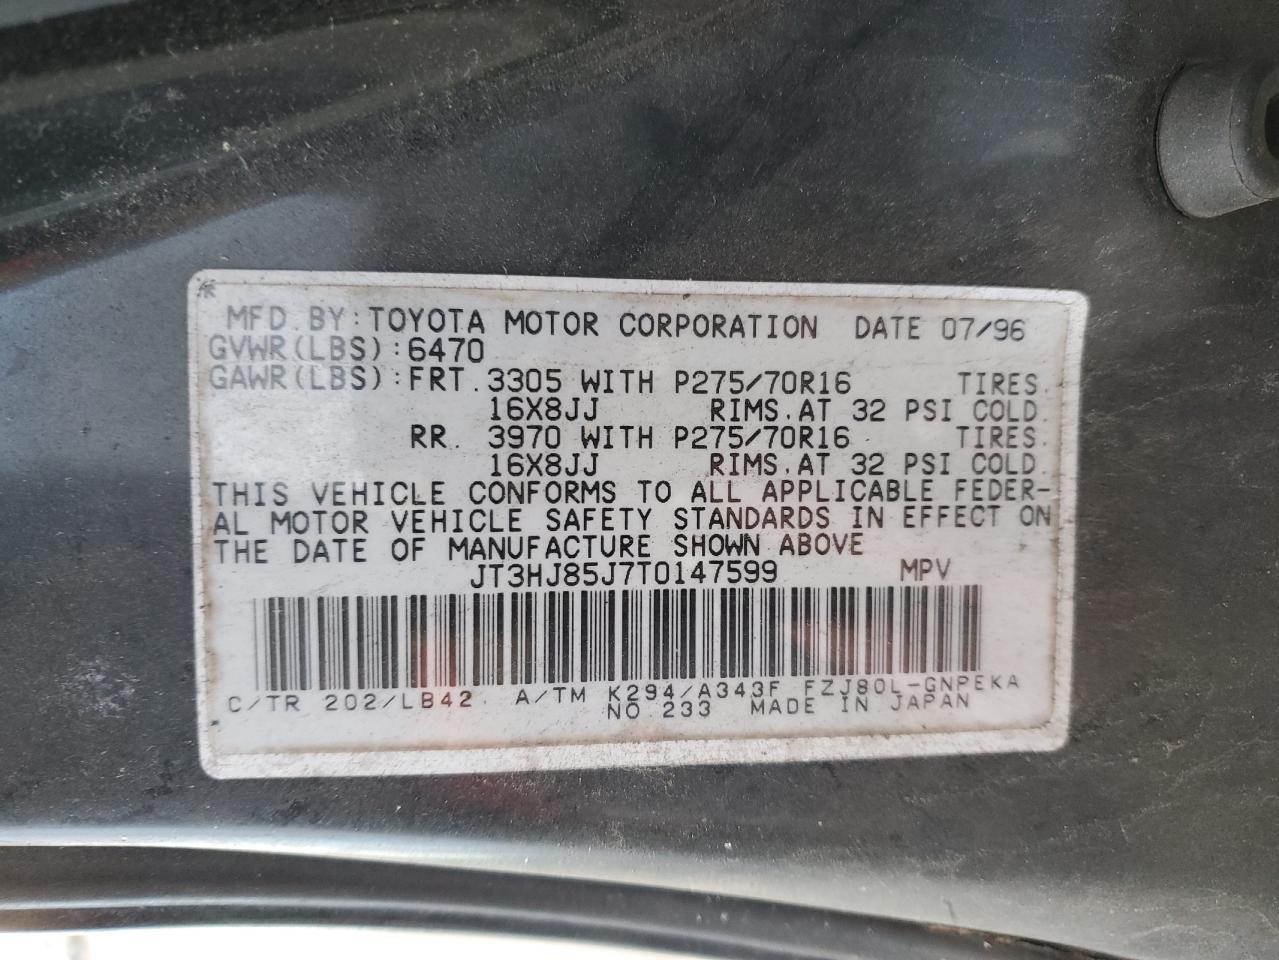 MFD. BY: TOYOTA MOTOR CORPORATION DATE 07/96
GVWR(LBS):6470
GAWR(LBS):FRT. 3305 WITH P275/70R16 TIRES.
16X8JJ RIMS.AT 32 PSI COLD.
RR. 3970 WITH P275/70R16 TIRES.
16X8JJ RIMS.AT 32 PSI COLD.
THIS VEHICLE CONFORMS TO ALL APPLICABLE FEDER-
AL MOTOR VEHICLE SAFETY STANDARDS IN EFFECT ON
THE DATE OF MANUFACTURE SHOWN ABOVE
JT3HJ85J7T0147599 MPV
C/TR 202/LB42 A/TM K294/A343F FZJ80L-GNPEKA
NO.233 MADE IN JAPAN